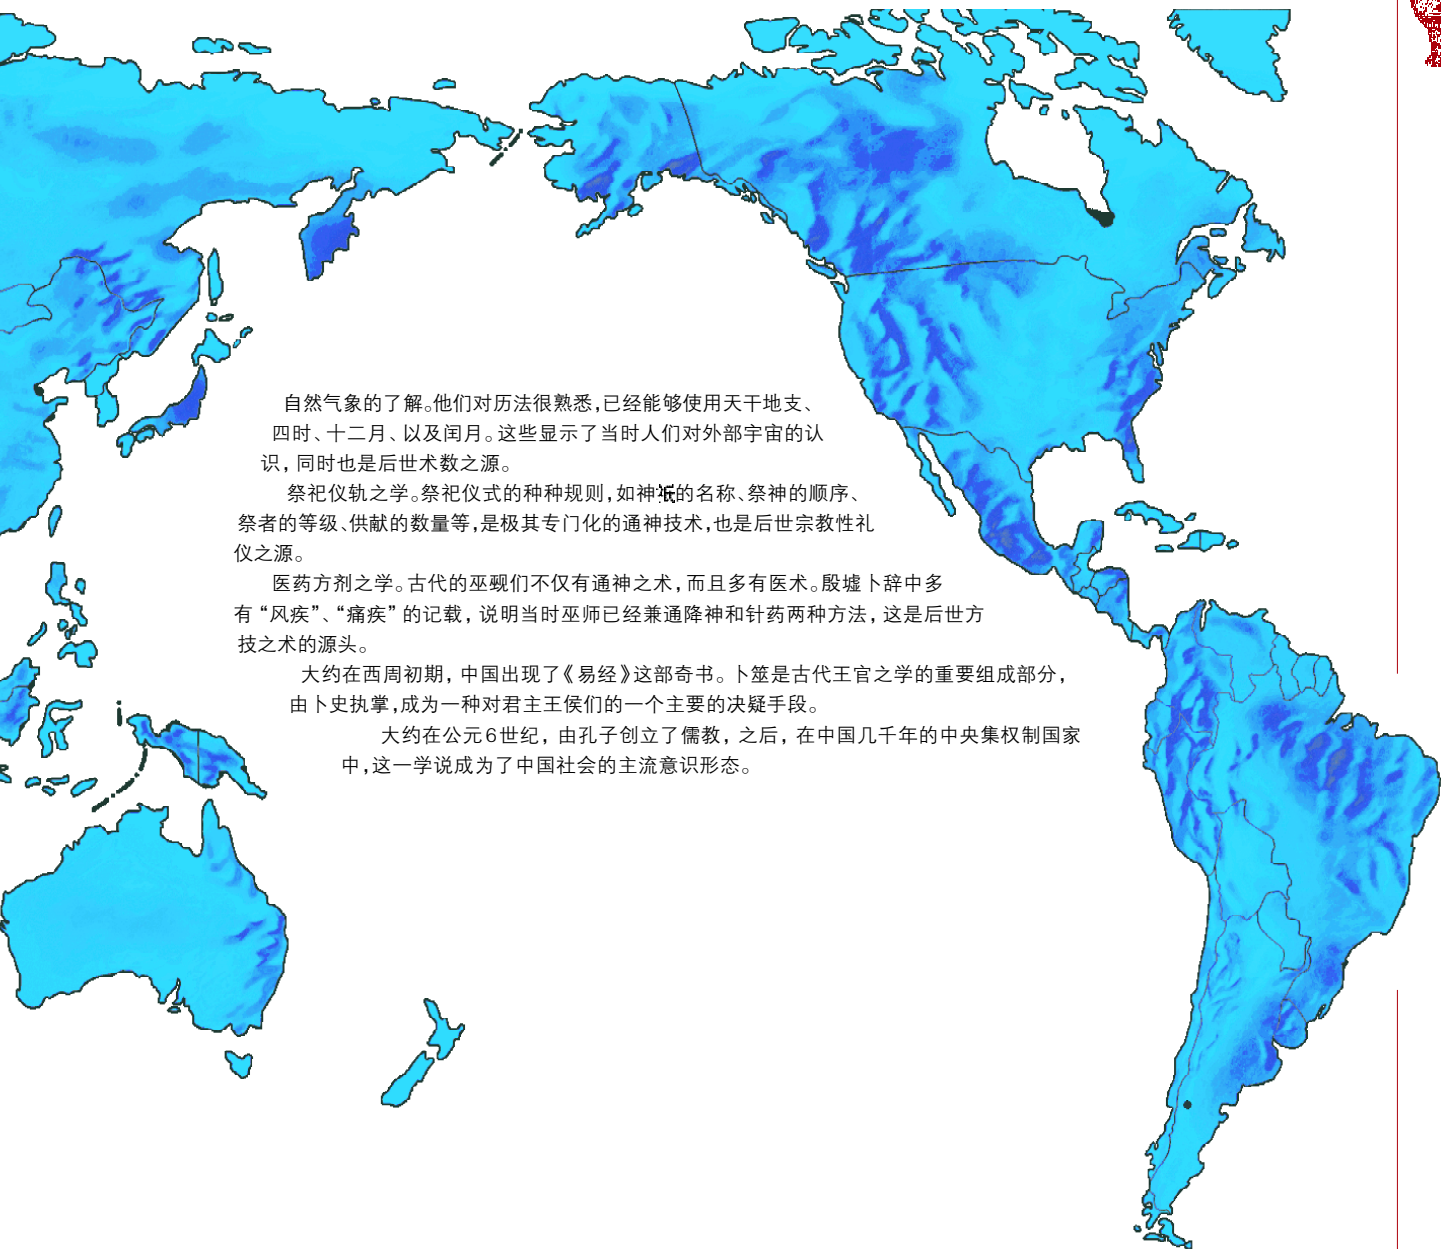 自然气象的了解。他们对历法很熟悉,已经能够使用天干地支、
四时、十二月、以及闰月。这些显示了当时人们对外部宇宙的认
识,同时也是后世术数之源。
祭祀仪轨之学。祭祀仪式的种种规则,如神祇的名称、祭神的顺序、
祭者的等级、供献的数量等,是极其专门化的通神技术,也是后世宗教性礼
仪之源。
医药方剂之学。古代的巫觋们不仅有通神之术,而且多有医术。殷墟卜辞中多
有“风疾”、“痛疾”的记载,说明当时巫师已经兼通降神和针药两种方法,这是后世方
技之术的源头。
大约在西周初期,中国出现了《易经》这部奇书。卜筮是古代王官之学的重要组成部分,
由卜史执掌,成为一种对君主王侯们的一个主要的决疑手段。
大约在公元6世纪,由孔子创立了儒教,之后,在中国几千年的中央集权制国家
中,这一学说成为了中国社会的主流意识形态。